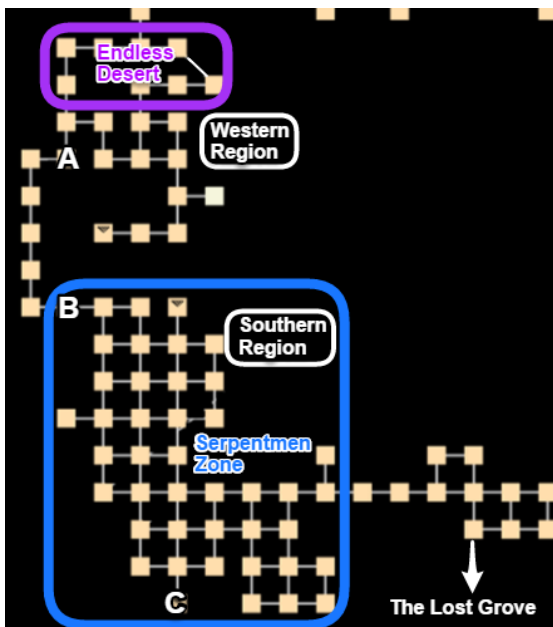 Endless
Desert
Western
Region
A
B
Southern
Region
Serpentmen
Zone
C
The Lost Grove